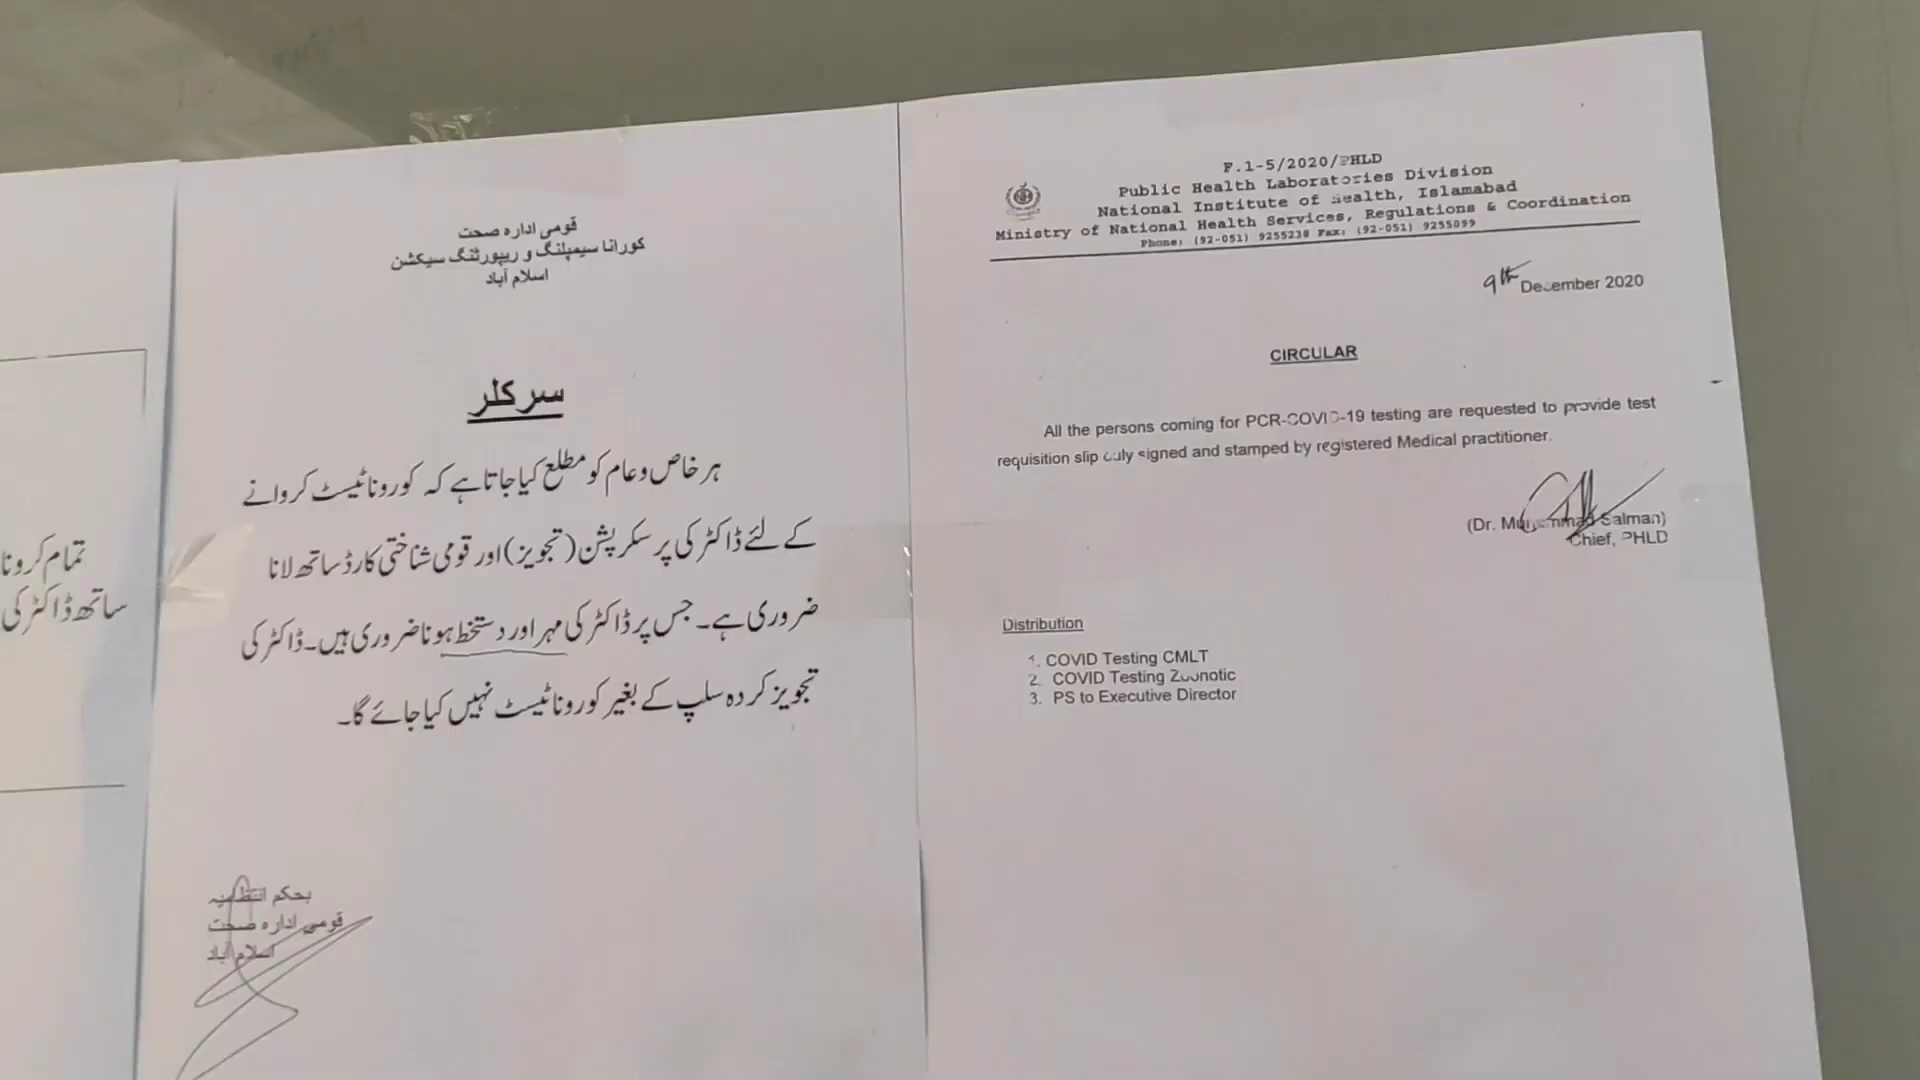 تمام کرونا
ساتھ ڈاکٹر کی
قومی ادارہ صحت
کورانا سیمپلنگ و ریپورٹنگ سیکشن
اسلام آباد
سرکلر
ہر خاص و عام کو مطلع کیا جاتا ہے کہ کورونا ٹیسٹ کروانے
کے لئے ڈاکٹر کی پرسکرپشن (تجویز) اور قومی شناختی کارڈ ساتھ لانا
ضروری ہے۔ جس پر ڈاکٹر کی مہر اور دستخط ہونا ضروری ہیں۔ ڈاکٹر کی
تجویز کردہ سلپ کے بغیر کورونا ٹیسٹ نہیں کیا جائے گا۔
بحکم انتظامیہ
قومی ادارہ صحت
اسلام آباد
F.1-5/2020/PHLD
Public Health Laboratories Division
National Institute of Health, Islamabad
Ministry of National Health Services, Regulations & Coordination
Phone: (92-051) 9255238 Fax: (92-051) 9255099
9th December 2020
CIRCULAR
All the persons coming for PCR-COVID-19 testing are requested to provide test
requisition slip duly signed and stamped by registered Medical practitioner.
(Dr. Muhammad Salman)
Chief, PHLD
Distribution
1. COVID Testing CMLT
2. COVID Testing Zoonotic
3. PS to Executive Director